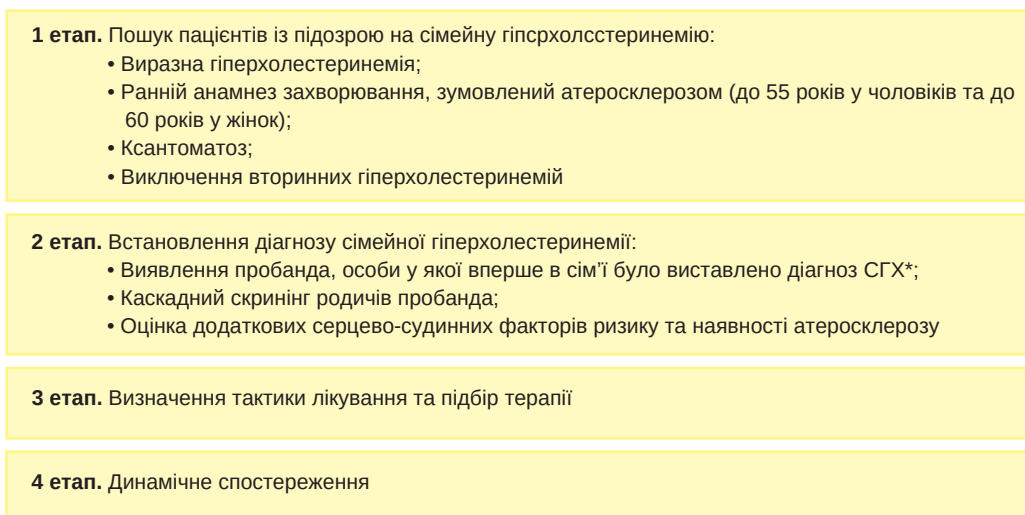 1 етап. Пошук пацієнтів із підозрою на сімейну гіпсрхолсстеринемію:
• Виразна гіперхолестеринемія;
• Ранній анамнез захворювання, зумовлений атеросклерозом (до 55 років у чоловіків та до
60 років у жінок);
• Ксантоматоз;
• Виключення вторинних гіперхолестеринемій
2 етап. Встановлення діагнозу сімейної гіперхолестеринемії:
• Виявлення пробанда, особи у якої вперше в сім’ї було виставлено діагноз СГХ*;
• Каскадний скринінг родичів пробанда;
• Оцінка додаткових серцево-судинних факторів ризику та наявності атеросклерозу
3 етап. Визначення тактики лікування та підбір терапії
4 етап. Динамічне спостереження